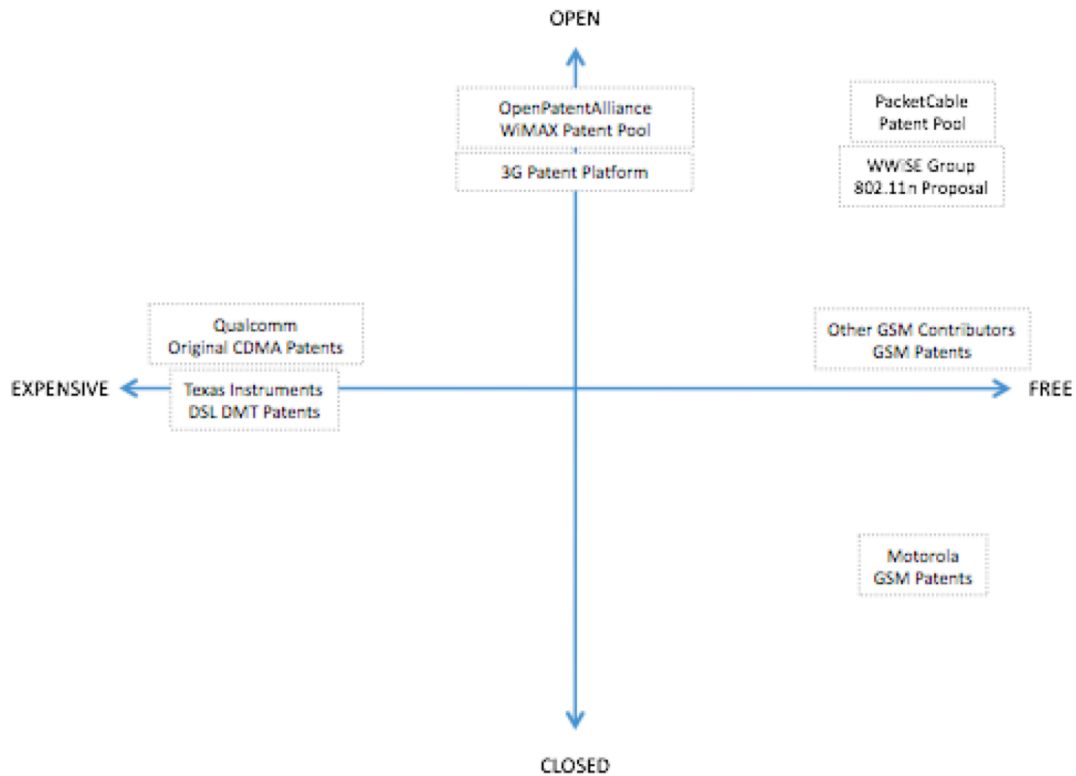 OPEN
OpenPatentAlliance
WiMAX Patent Pool
PacketCable
Patent Pool
3G Patent Platform
WWiSE Group
802.11n Proposal
Qualcomm
Original CDMA Patents
Other GSM Contributors
GSM Patents
EXPENSIVE
Texas Instruments
DSL DMT Patents
FREE
Motorola
GSM Patents
CLOSED